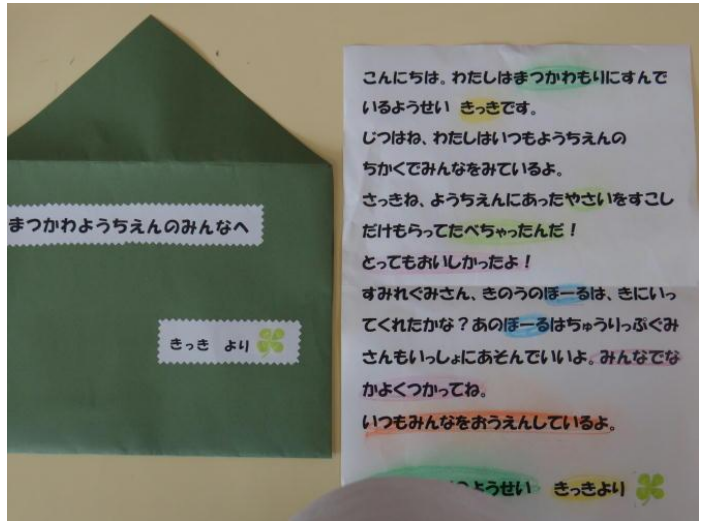 まつかわようちえんのみんなへ
きっき より
こんにちは。わたしはまつかわもりにすんで
いるようせい きっきです。
じつはね、わたしはいつもようちえんの
ちかくでみんなをみているよ。
さっきね、ようちえんにあったやさいをすこし
だけもらってたべちゃったんだ！
とってもおいしかったよ！
すみれぐみさん、きのうのぼーるは、きにいっ
てくれたかな？あのぼーるはちゅうりっぷぐみ
さんもいっしょにあそんでいいよ。みんなでな
かよくつかってね。
いつもみんなをおうえんしているよ。
のようせい きっきより